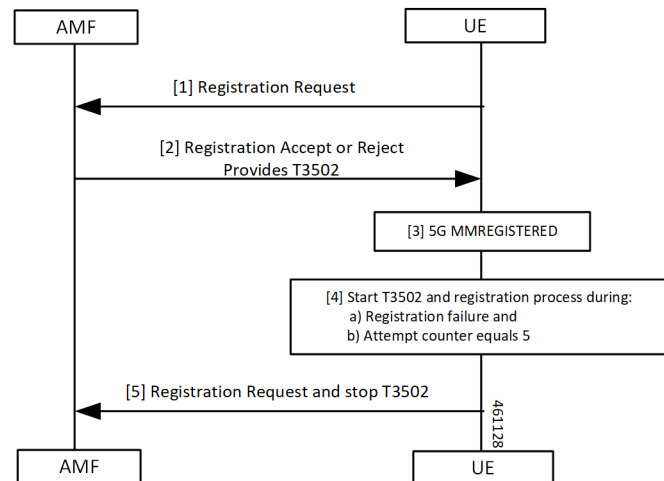 AMF
UE
[1] Registration Request
[2] Registration Accept or Reject
Provides T3502
[3] 5G MMREGISTERED
[4] Start T3502 and registration process during:
a) Registration failure and
b) Attempt counter equals 5
[5] Registration Request and stop T3502
461128
AMF
UE